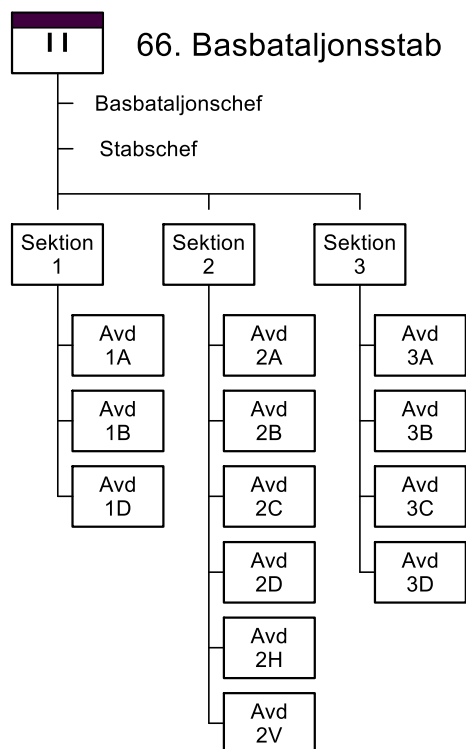 II
66. Basbataljonsstab
Basbataljonschef
Stabschef
Sektion
1
Sektion
2
Sektion
3
Avd
1A
Avd
1B
Avd
1D
Avd
2A
Avd
2B
Avd
2C
Avd
2D
Avd
2H
Avd
2V
Avd
3A
Avd
3B
Avd
3C
Avd
3D